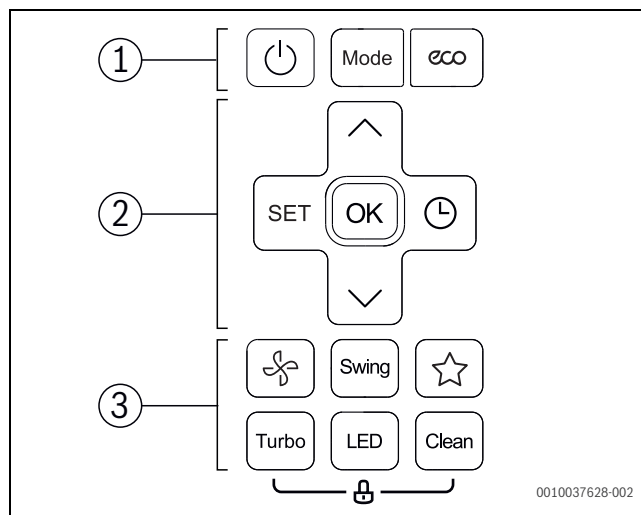 1
Mode eco
2
SET OK
3
Swing
Turbo LED Clean
0010037628-002